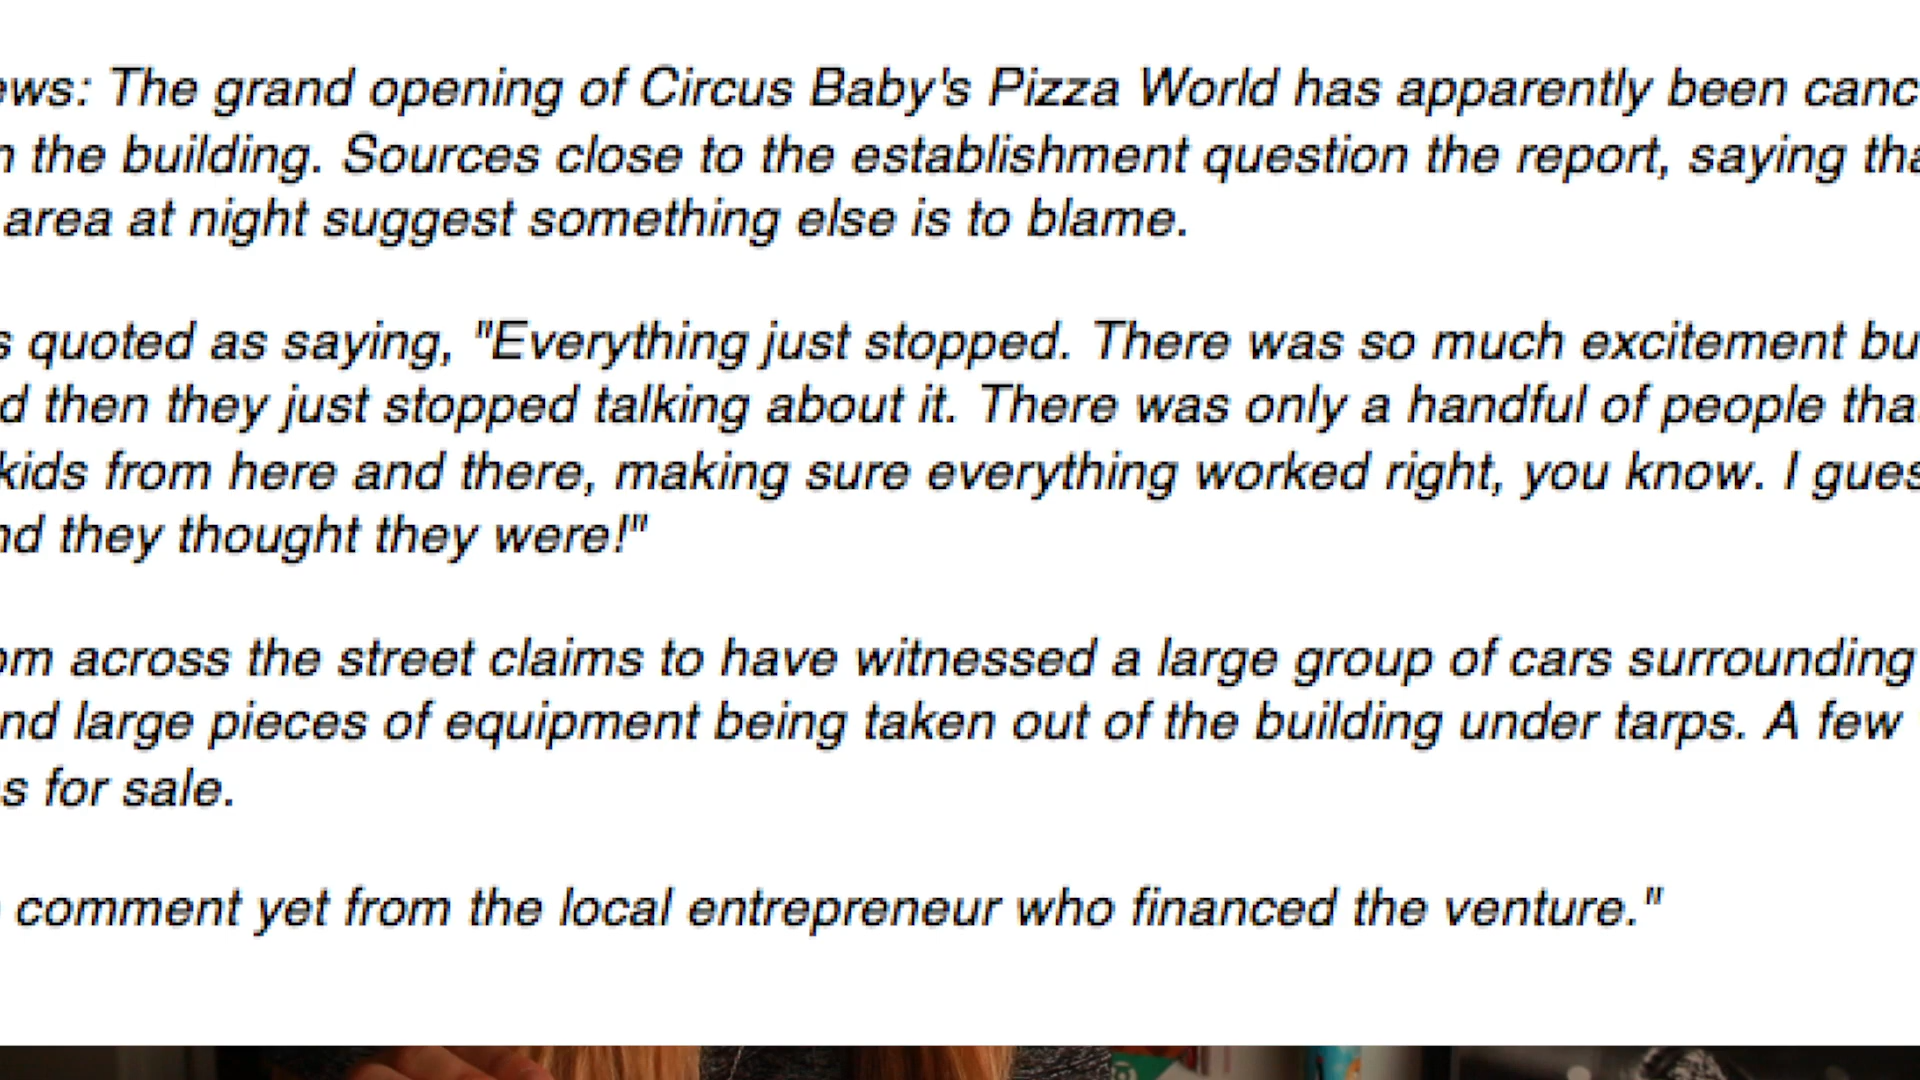 ews: The grand opening of Circus Baby's Pizza World has apparently been canc
n the building. Sources close to the establishment question the report, saying tha
area at night suggest something else is to blame.
s quoted as saying, "Everything just stopped. There was so much excitement bu
d then they just stopped talking about it. There was only a handful of people tha
kids from here and there, making sure everything worked right, you know. I gues
nd they thought they were!"
om across the street claims to have witnessed a large group of cars surrounding
nd large pieces of equipment being taken out of the building under tarps. A few
s for sale.
comment yet from the local entrepreneur who financed the venture."